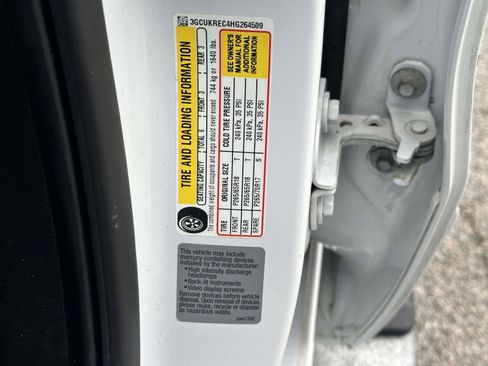 3GCUKREC4HG264509
TIRE AND LOADING INFORMATION
SEATING CAPACITY TOTAL 6 FRONT 3 REAR 3
The combined weight of occupants and cargo should never exceed 744 kg or 1640 lbs.
TIRE ORIGINAL SIZE COLD TIRE PRESSURE
FRONT P265/65R18 T 240 kPa, 35 PSI
REAR P265/65R18 T 240 kPa, 35 PSI
SPARE P265/70R17 S 240 kPa, 35 PSI
SEE OWNER'S
MANUAL FOR
ADDITIONAL
INFORMATION
This vehicle may include
mercury-containing devices
installed by the manufacturer:
• High intensity discharge
headlamps
• Back-lit instruments
• Video display screens
Remove devices before vehicle
disposal. Upon removal of devices,
please reuse, recycle or dispose
as hazardous waste.